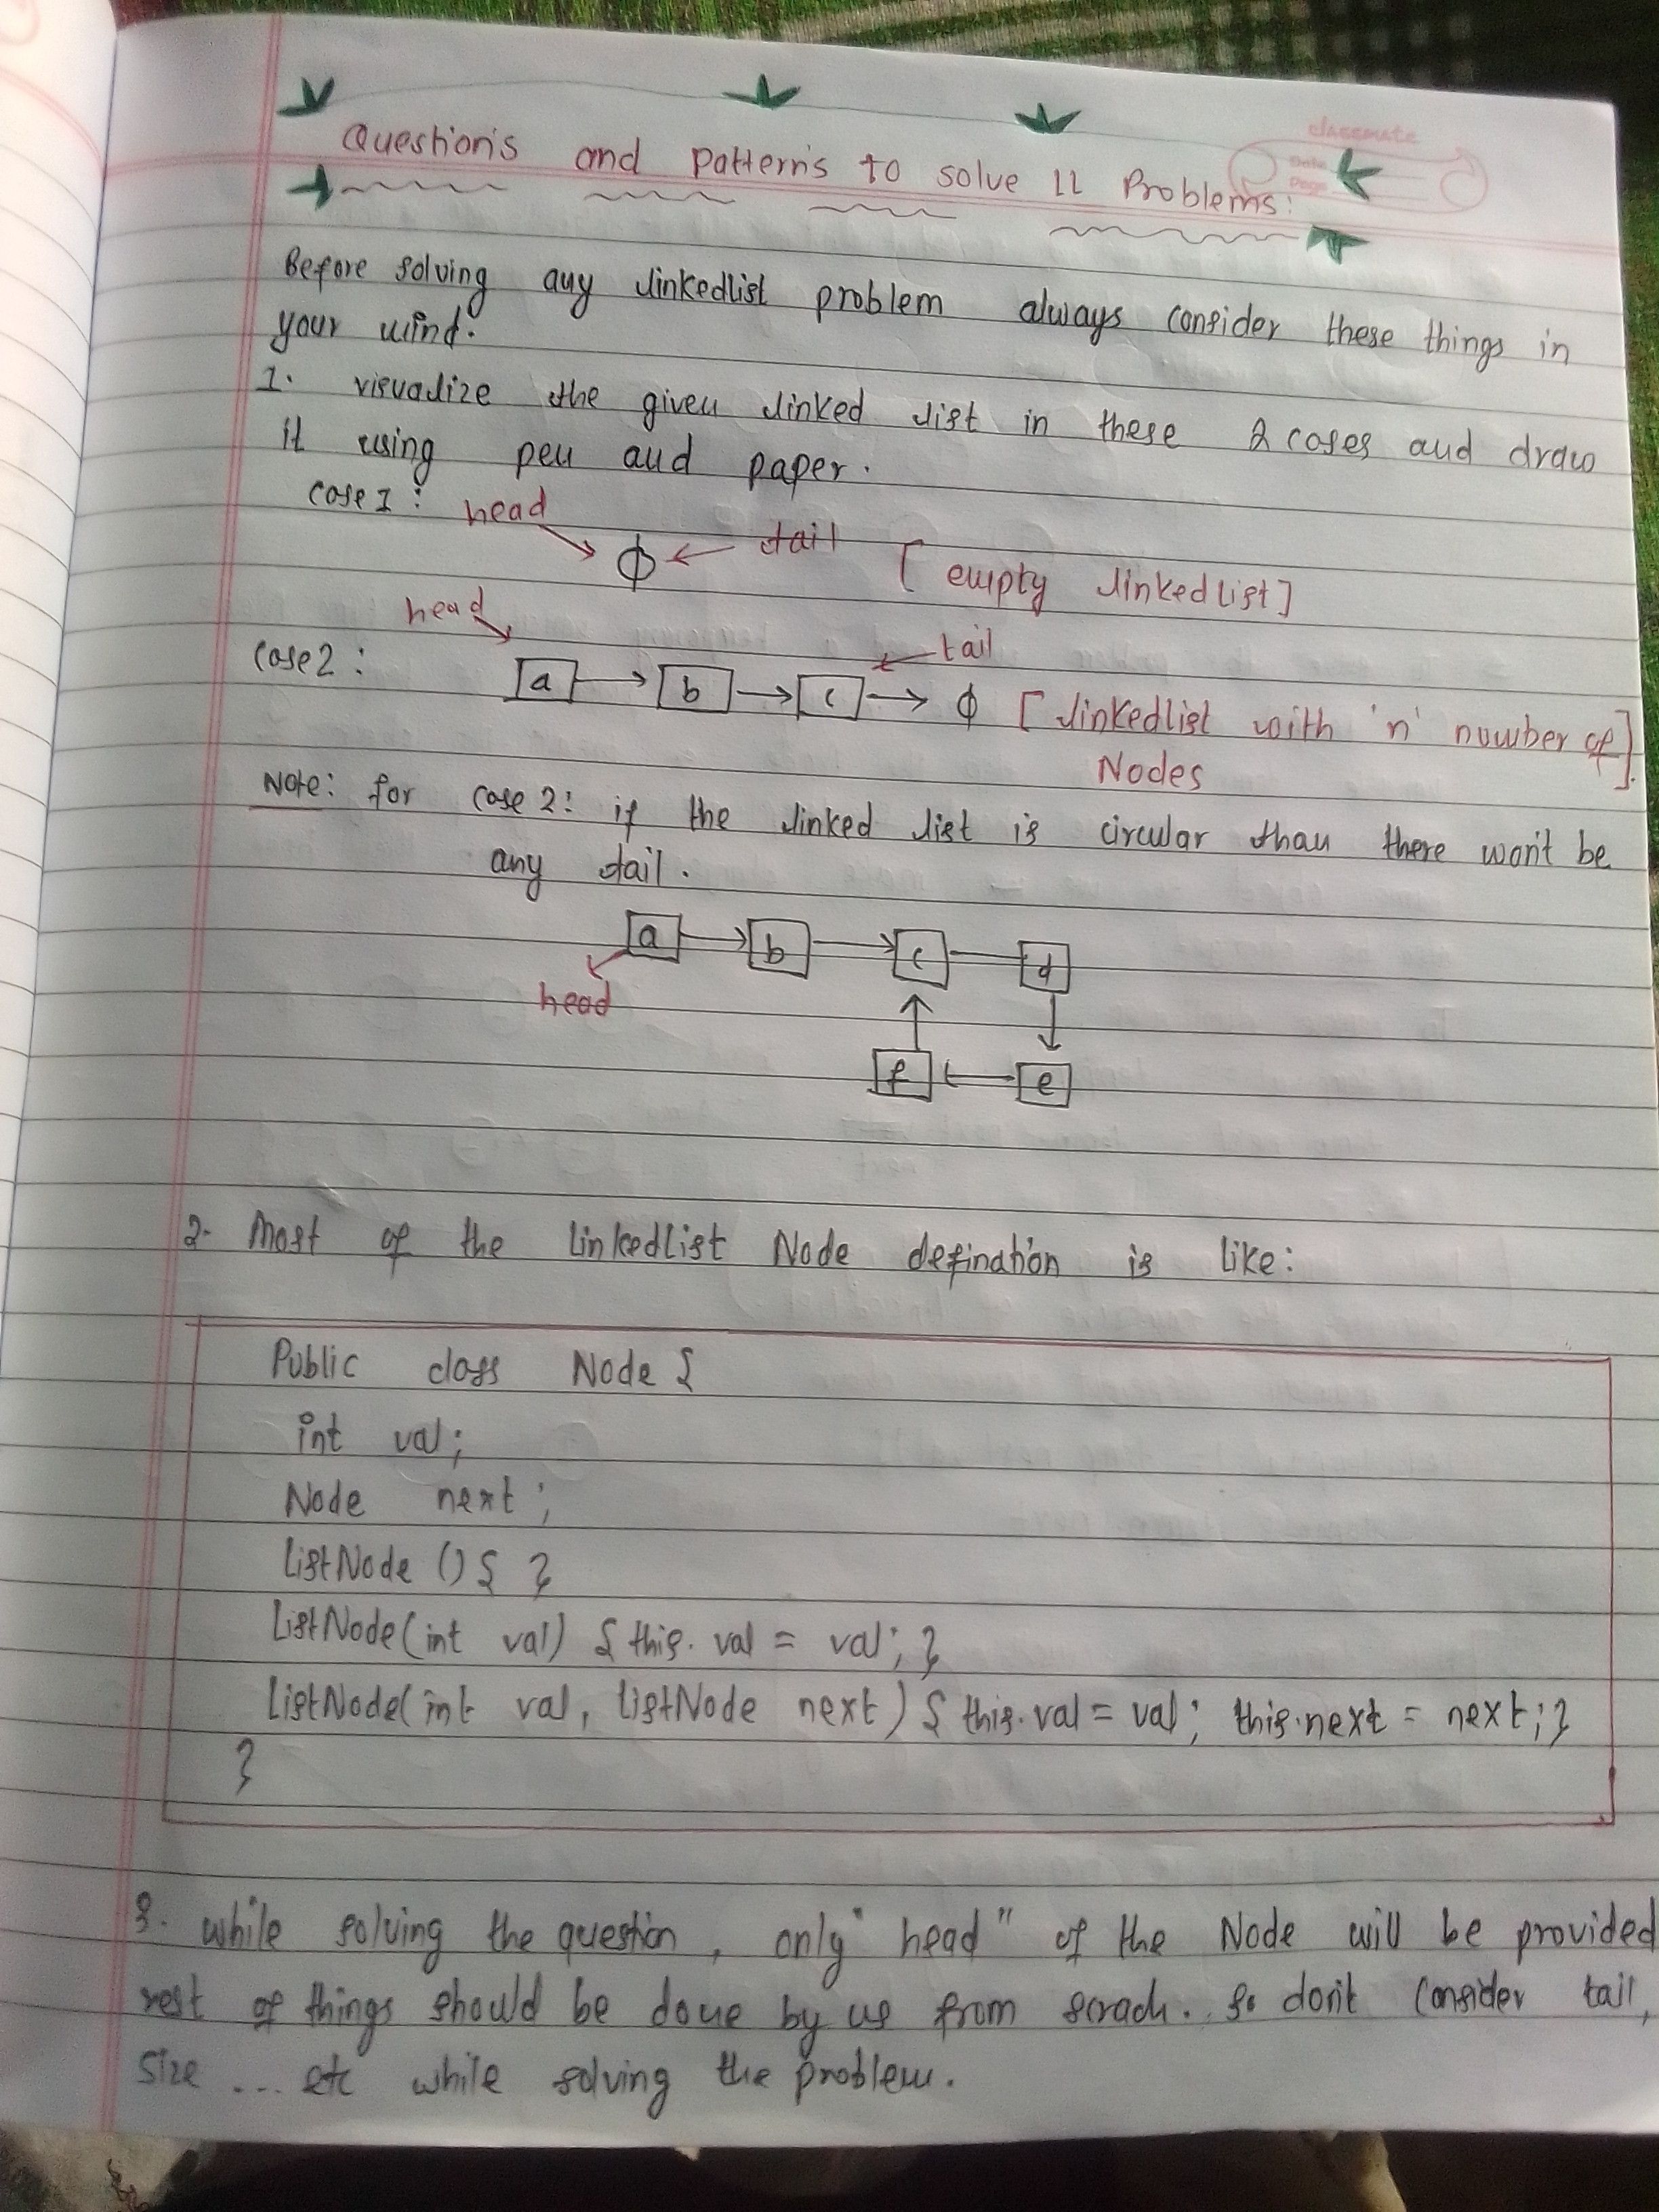 classmate
Date
Page
Questions and patterns to solve LL Problems:
Before solving any linkedlist problem always consider these things in
your mind.
1. visualize the given linked list in these 2 cases and draw
it using pen and paper.
case 1 : head
ϕ tail [empty linkedlist]
head
case 2 : a b c ϕ tail [linkedlist with 'n' number of].
Nodes
Note: for case 2: if the linked list is circular than there won't be
any tail.
a b c d
head
f e
2. Most of the linkedlist Node defination is like:
Public class Node {
int val;
Node next ;
ListNode () { }
ListNode(int val) { this. val = val; }
ListNode(int val, listNode next) { this.val = val; this.next = next; }
}
3. while solving the question, only "head" of the Node will be provided
rest of things should be done by us from scrach. so don't consider tail,
size ... etc while solving the problem.